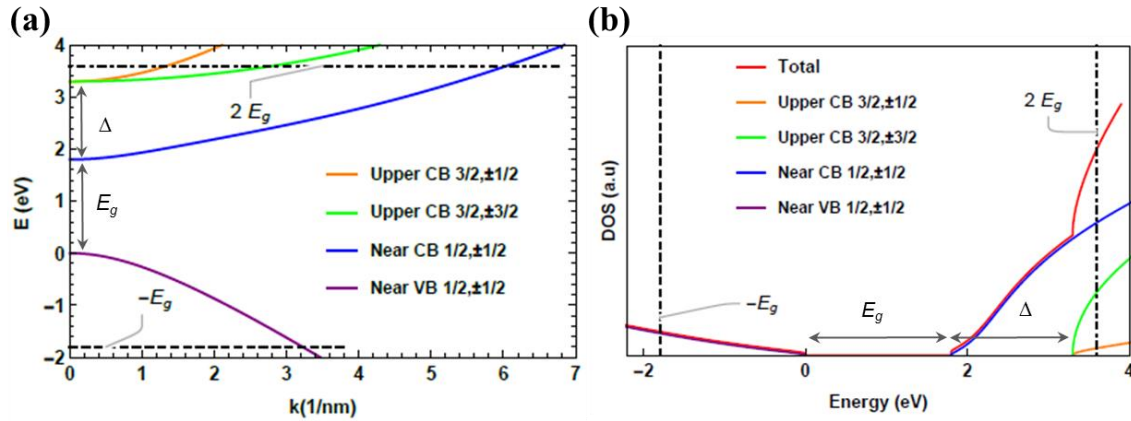 (a)
4
3
2
1
0
−1
−2
E (eV)
Δ
E_g
2 E_g
−E_g
Upper CB 3/2,±1/2
Upper CB 3/2,±3/2
Near CB 1/2,±1/2
Near VB 1/2,±1/2
0 1 2 3 4 5 6 7
k(1/nm)
(b)
DOS (a.u)
Total
Upper CB 3/2,±1/2
Upper CB 3/2,±3/2
Near CB 1/2,±1/2
Near VB 1/2,±1/2
2 E_g
−E_g
E_g
Δ
−2 0 2 4
Energy (eV)